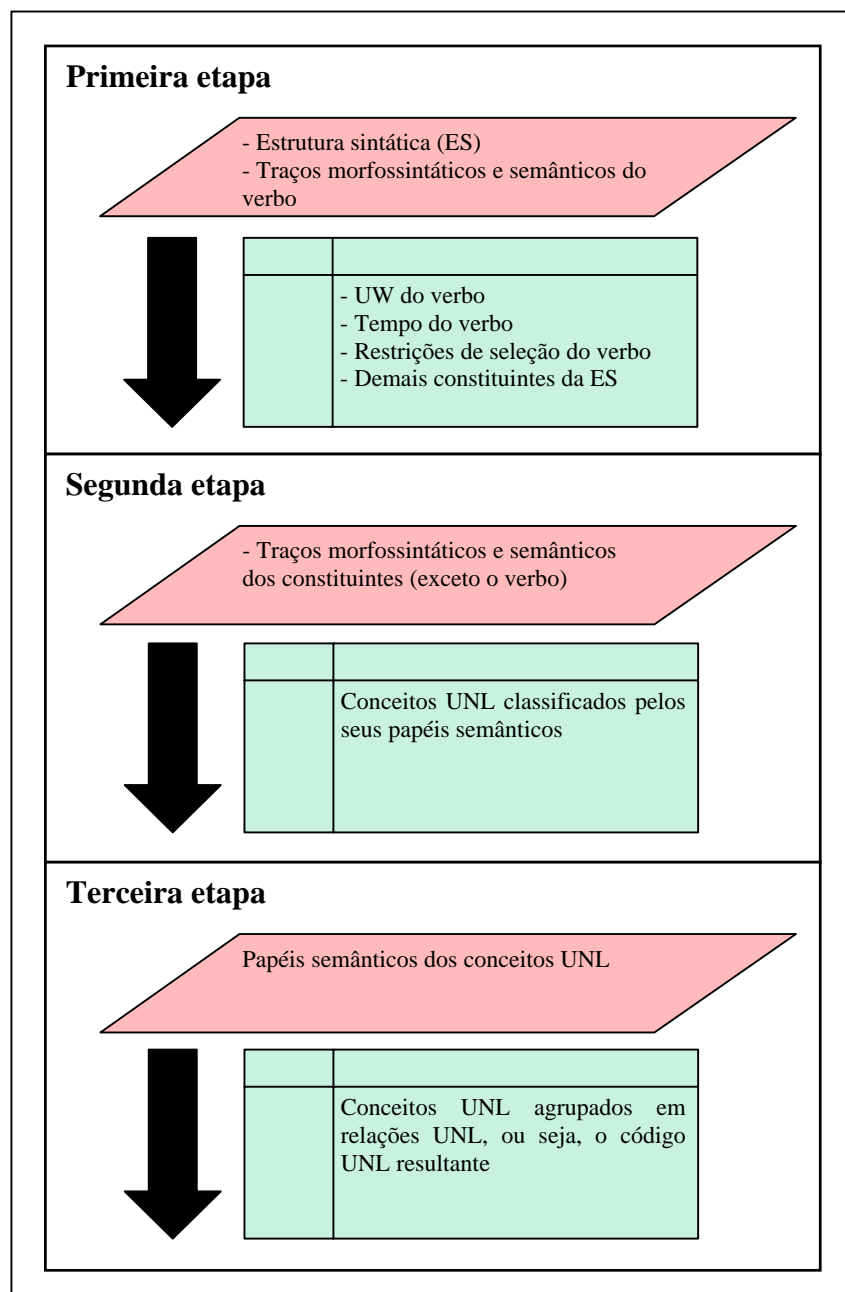 Primeira etapa
- Estrutura sintática (ES)
- Traços morfossintáticos e semânticos do
verbo
- UW do verbo
- Tempo do verbo
- Restrições de seleção do verbo
- Demais constituintes da ES
Segunda etapa
- Traços morfossintáticos e semânticos
dos constituintes (exceto o verbo)
Conceitos UNL classificados pelos
seus papéis semânticos
Terceira etapa
Papéis semânticos dos conceitos UNL
Conceitos UNL agrupados em
relações UNL, ou seja, o código
UNL resultante